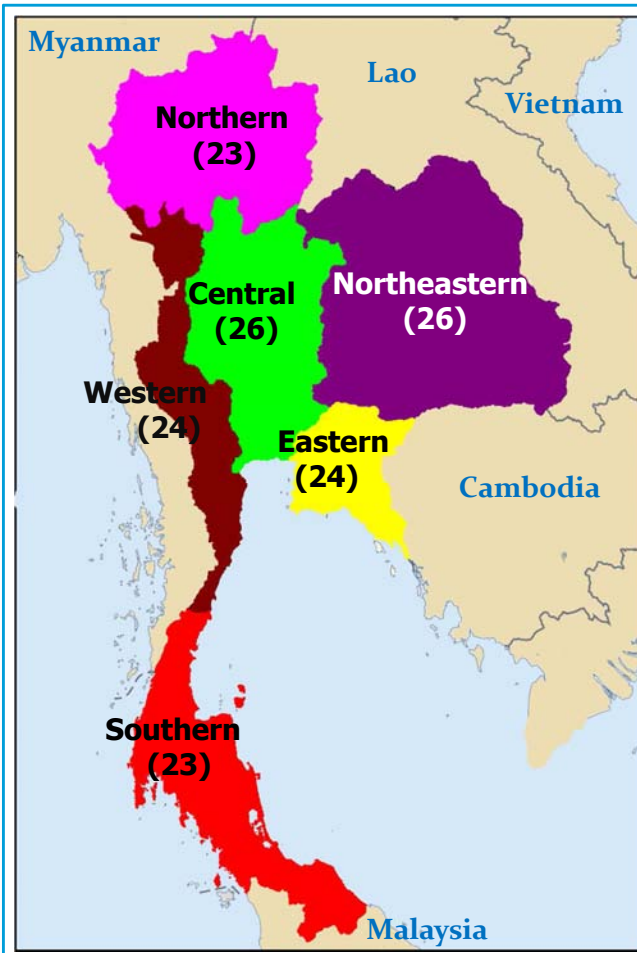 Myanmar
Lao
Vietnam
Northern
(23)
Central
(26)
Northeastern
(26)
Western
(24)
Eastern
(24)
Cambodia
Southern
(23)
Malaysia